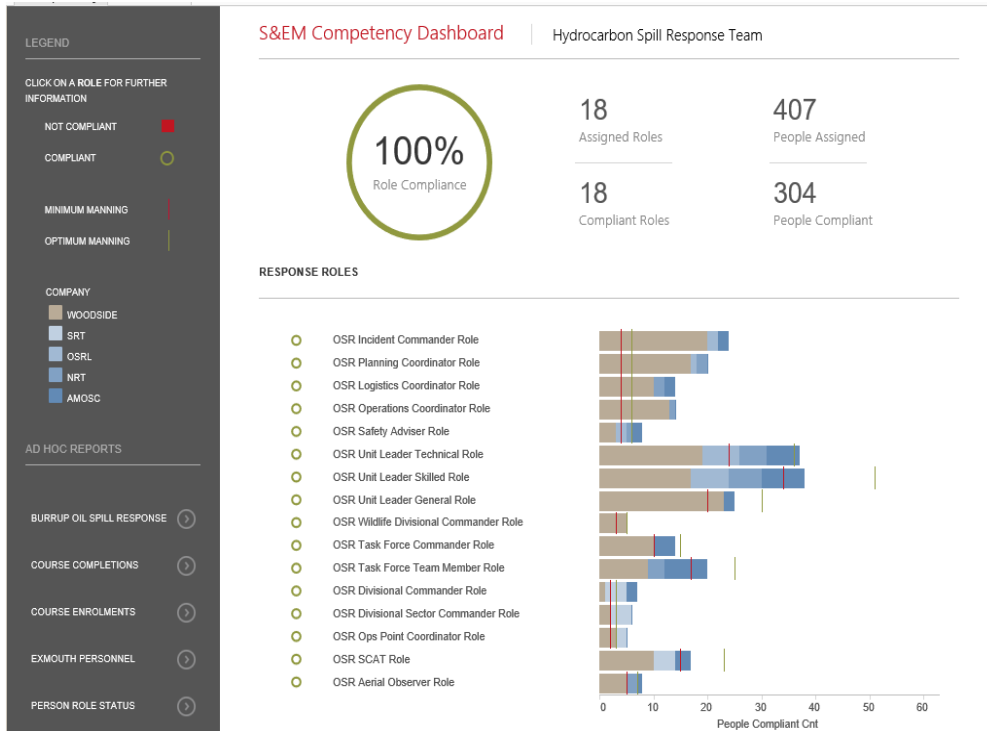 LEGEND
CLICK ON A ROLE FOR FURTHER
INFORMATION
NOT COMPLIANT
COMPLIANT
MINIMUM MANNING
OPTIMUM MANNING
COMPANY
WOODSIDE
SRT
OSRL
NRT
AMOSC
AD HOC REPORTS
BURRUP OIL SPILL RESPONSE
COURSE COMPLETIONS
COURSE ENROLMENTS
EXMOUTH PERSONNEL
PERSON ROLE STATUS
S&EM Competency Dashboard Hydrocarbon Spill Response Team
100%
Role Compliance
18
Assigned Roles
407
People Assigned
18
Compliant Roles
304
People Compliant
RESPONSE ROLES
OSR Incident Commander Role
OSR Planning Coordinator Role
OSR Logistics Coordinator Role
OSR Operations Coordinator Role
OSR Safety Adviser Role
OSR Unit Leader Technical Role
OSR Unit Leader Skilled Role
OSR Unit Leader General Role
OSR Wildlife Divisional Commander Role
OSR Task Force Commander Role
OSR Task Force Team Member Role
OSR Divisional Commander Role
OSR Divisional Sector Commander Role
OSR Ops Point Coordinator Role
OSR SCAT Role
OSR Aerial Observer Role
0 10 20 30 40 50 60
People Compliant Cnt